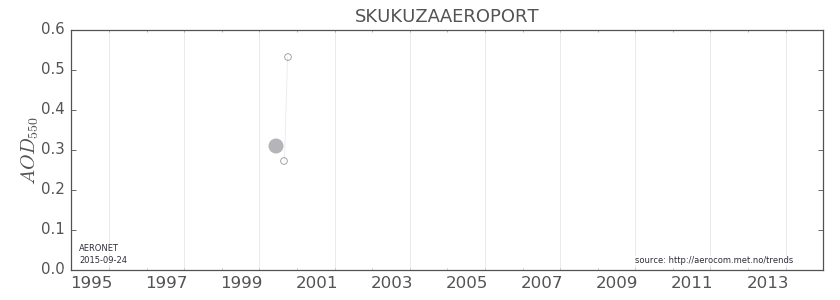 SKUKUZAAEROPORT
0.6
0.5
0.4
0.3
0.2
0.1
0.0
AOD550
AERONET
2015-09-24
source: http://aerocom.met.no/trends
1995 1997 1999 2001 2003 2005 2007 2009 2011 2013